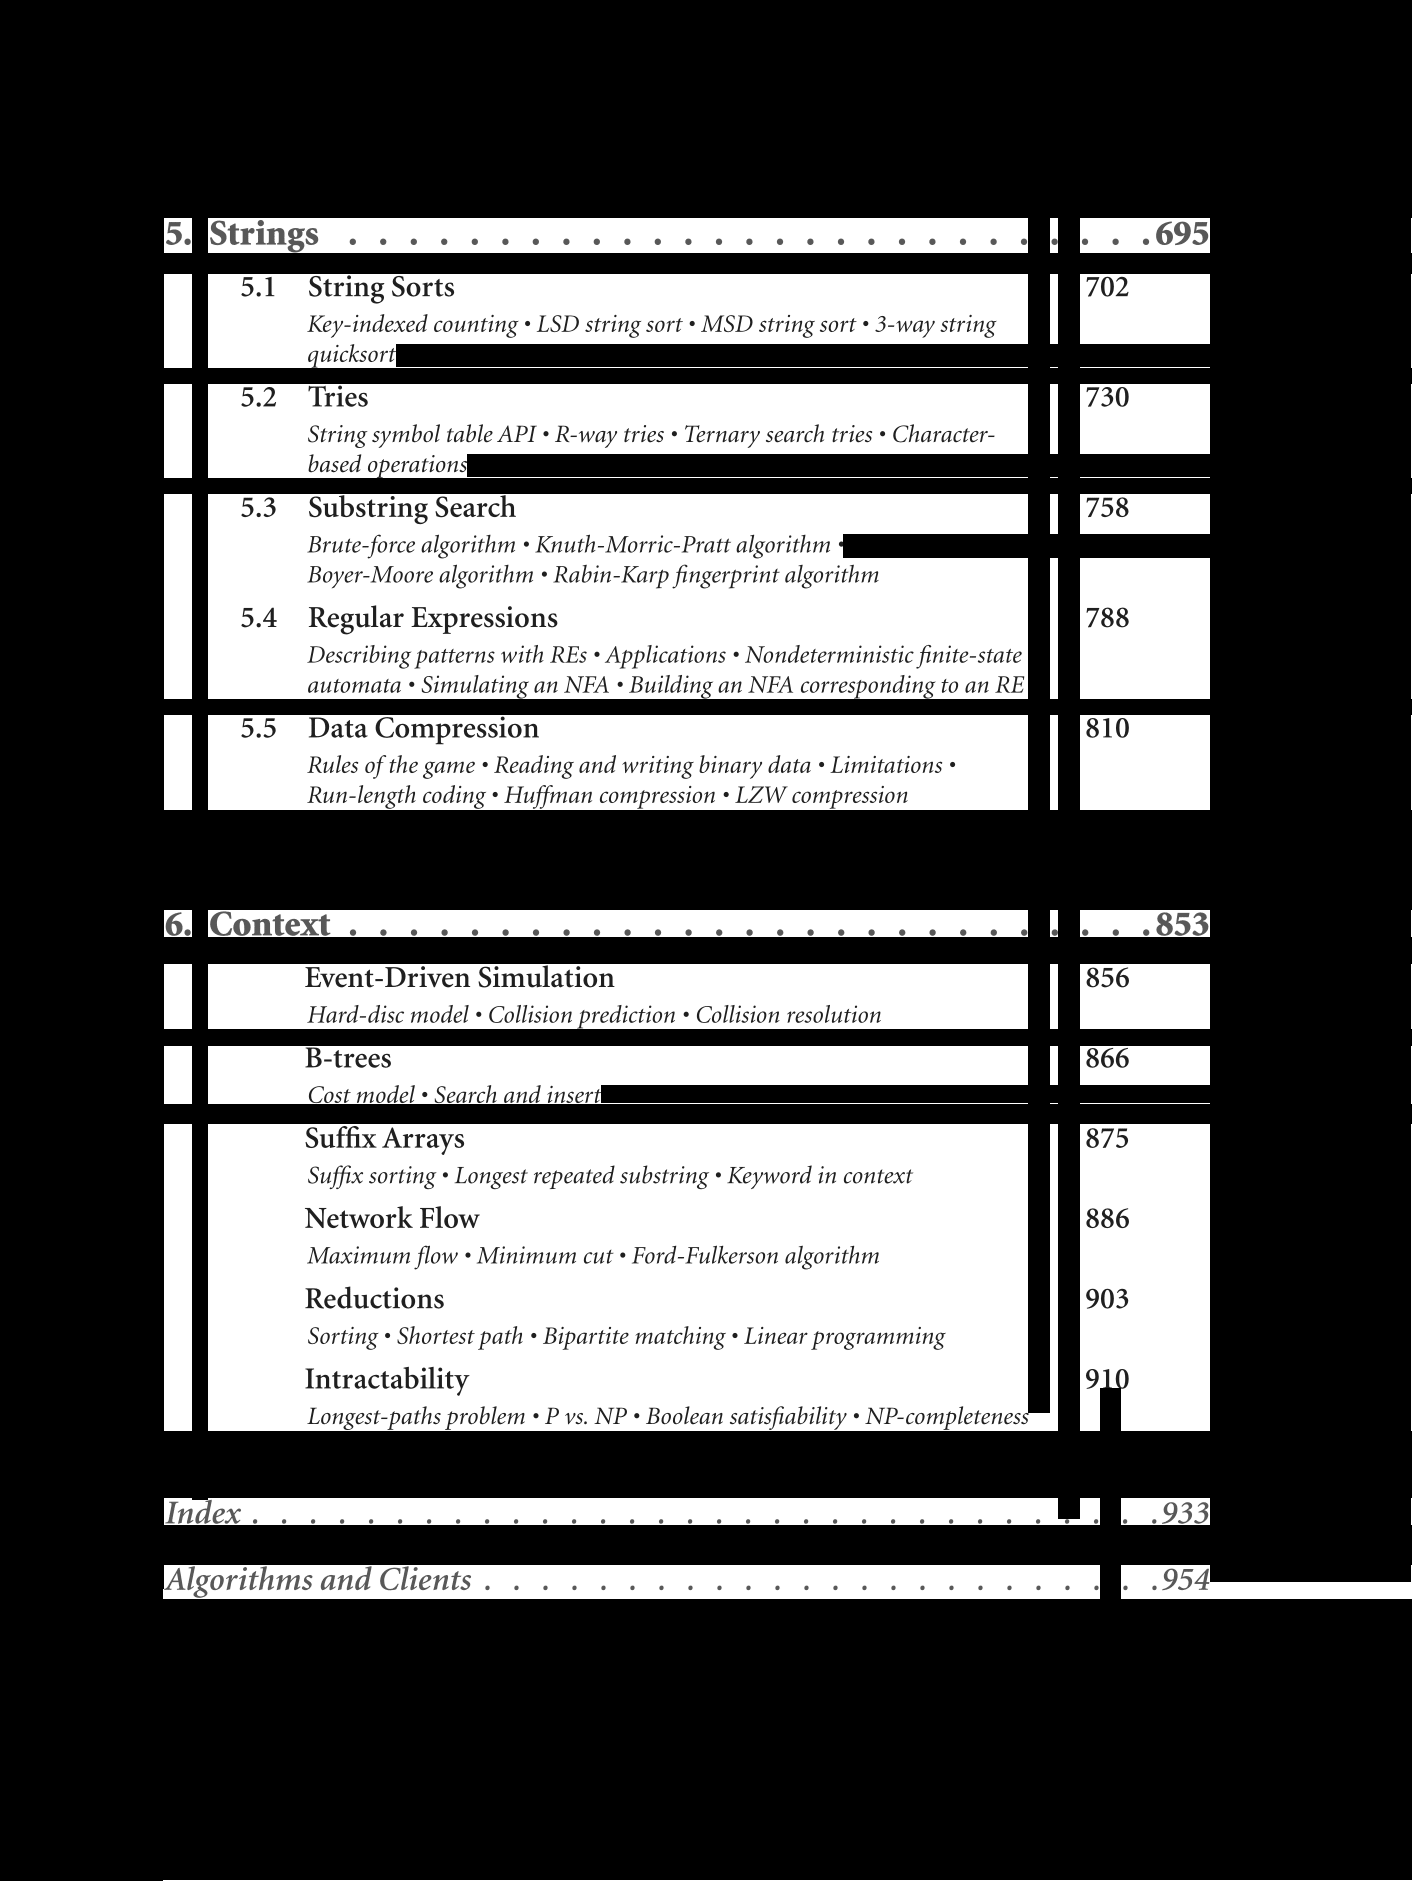 5. Strings . . . . . . . . . . . . . . . . . . . . . . . . . . .695
5.1 String Sorts 702
Key-indexed counting • LSD string sort • MSD string sort • 3-way string
quicksort
5.2 Tries 730
String symbol table API • R-way tries • Ternary search tries • Character-
based operations
5.3 Substring Search 758
Brute-force algorithm • Knuth-Morric-Pratt algorithm •
Boyer-Moore algorithm • Rabin-Karp fingerprint algorithm
5.4 Regular Expressions 788
Describing patterns with REs • Applications • Nondeterministic finite-state
automata • Simulating an NFA • Building an NFA corresponding to an RE
5.5 Data Compression 810
Rules of the game • Reading and writing binary data • Limitations •
Run-length coding • Huffman compression • LZW compression
6. Context . . . . . . . . . . . . . . . . . . . . . . . . . . .853
Event-Driven Simulation 856
Hard-disc model • Collision prediction • Collision resolution
B-trees 866
Cost model • Search and insert
Suffix Arrays 875
Suffix sorting • Longest repeated substring • Keyword in context
Network Flow 886
Maximum flow • Minimum cut • Ford-Fulkerson algorithm
Reductions 903
Sorting • Shortest path • Bipartite matching • Linear programming
Intractability 910
Longest-paths problem • P vs. NP • Boolean satisfiability • NP-completeness
Index . . . . . . . . . . . . . . . . . . . . . . . . . . . . . . . .933
Algorithms and Clients . . . . . . . . . . . . . . . . . . . . . . . .954